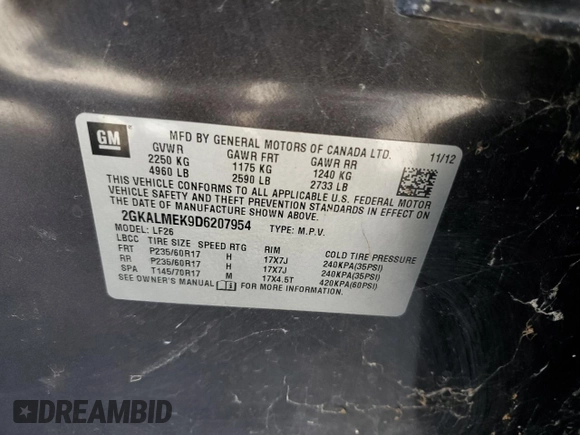 GM
MFD BY GENERAL MOTORS OF CANADA LTD.
GVWR GAWR FRT GAWR RR 11/12
2250 KG 1175 KG 1240 KG
4960 LB 2590 LB 2733 LB
THIS VEHICLE CONFORMS TO ALL APPLICABLE U.S. FEDERAL MOTOR
VEHICLE SAFETY AND THEFT PREVENTION STANDARDS IN EFFECT ON
THE DATE OF MANUFACTURE SHOWN ABOVE.
2GKALMEK9D6207954 TYPE: M.P.V.
MODEL: LF26
LBCC TIRE SIZE SPEED RTG RIM COLD TIRE PRESSURE
FRT P235/60R17 H 17X7J 240KPA(35PSI)
RR P235/60R17 H 17X7J 240KPA(35PSI)
SPA T145/70R17 M 17X4.5T 420KPA(60PSI)
SEE OWNER'S MANUAL FOR MORE INFORMATION.
DREAMBID